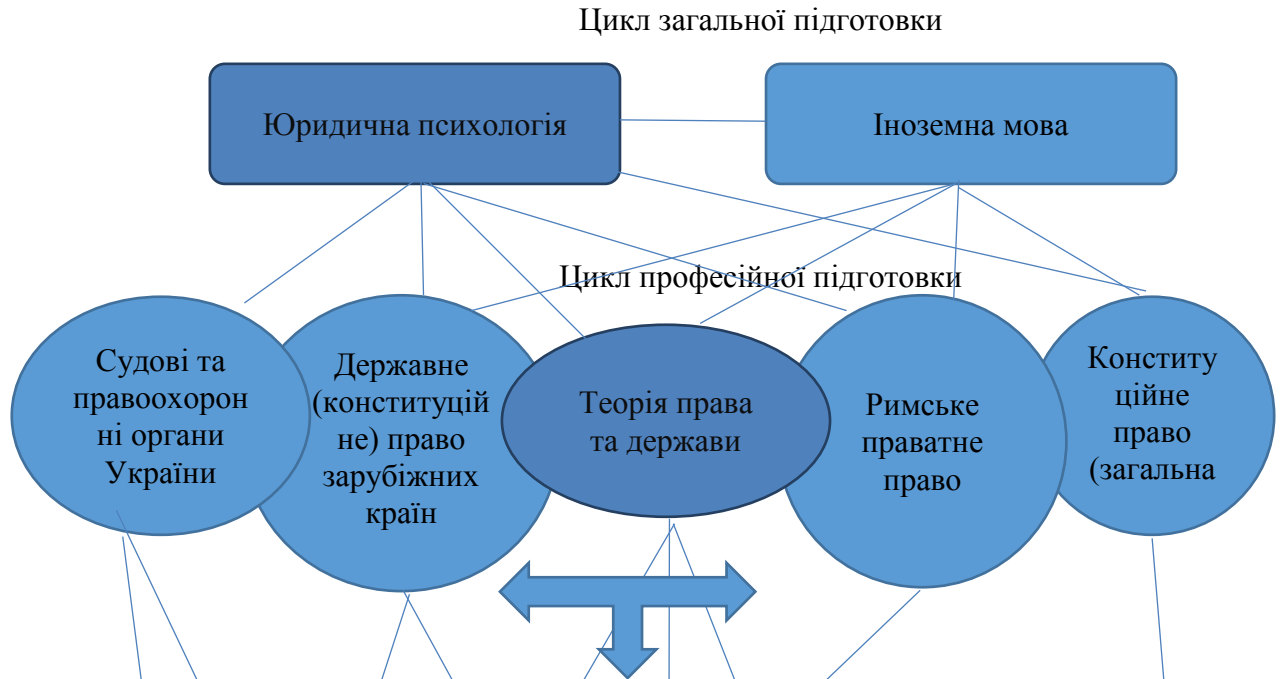 Цикл загальної підготовки
Юридична психологія
Іноземна мова
Цикл професійної підготовки
Судові та
правоохорон
ні органи
України
Державне
(конституцій
не) право
зарубіжних
країн
Теорія права
та держави
Римське
праватне
право
Конститу
ційне
право
(загальна